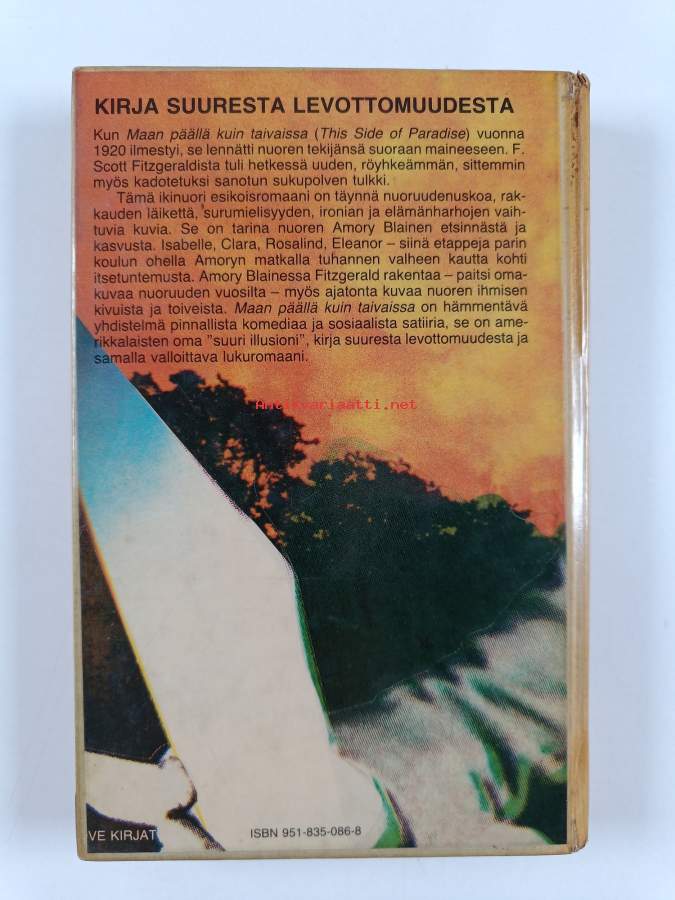 KIRJA SUURESTA LEVOTTOMUUDESTA
Kun Maan päällä kuin taivaissa (This Side of Paradise) vuonna
1920 ilmestyi, se lennätti nuoren tekijänsä suoraan maineeseen. F.
Scott Fitzgeraldista tuli hetkessä uuden, röyhkeämmän, sittemmin
myös kadotetuksi sanotun sukupolven tulkki.
Tämä ikinuori esikoisromaani on täynnä nuoruudenuskoa, rak-
kauden läikettä, surumielisyyden, ironian ja elämänharhojen vaih-
tuvia kuvia. Se on tarina nuoren Amory Blainen etsinnästä ja
kasvusta. Isabelle, Clara, Rosalind, Eleanor – siinä etappeja parin
koulun ohella Amoryn matkalla tuhannen valheen kautta kohti
itsetuntemusta. Amory Blainessa Fitzgerald rakentaa – paitsi oma-
kuvaa nuoruuden vuosilta – myös ajatonta kuvaa nuoren ihmisen
kivuista ja toiveista. Maan päällä kuin taivaissa on hämmentävä
yhdistelmä pinnallista komediaa ja sosiaalista satiiria, se on ame-
rikkalaisten oma "suuri illusioni", kirja suuresta levottomuudesta ja
samalla valloittava lukuromaani.
Antikvariaatti.net
VE KIRJAT
ISBN 951-835-086-8